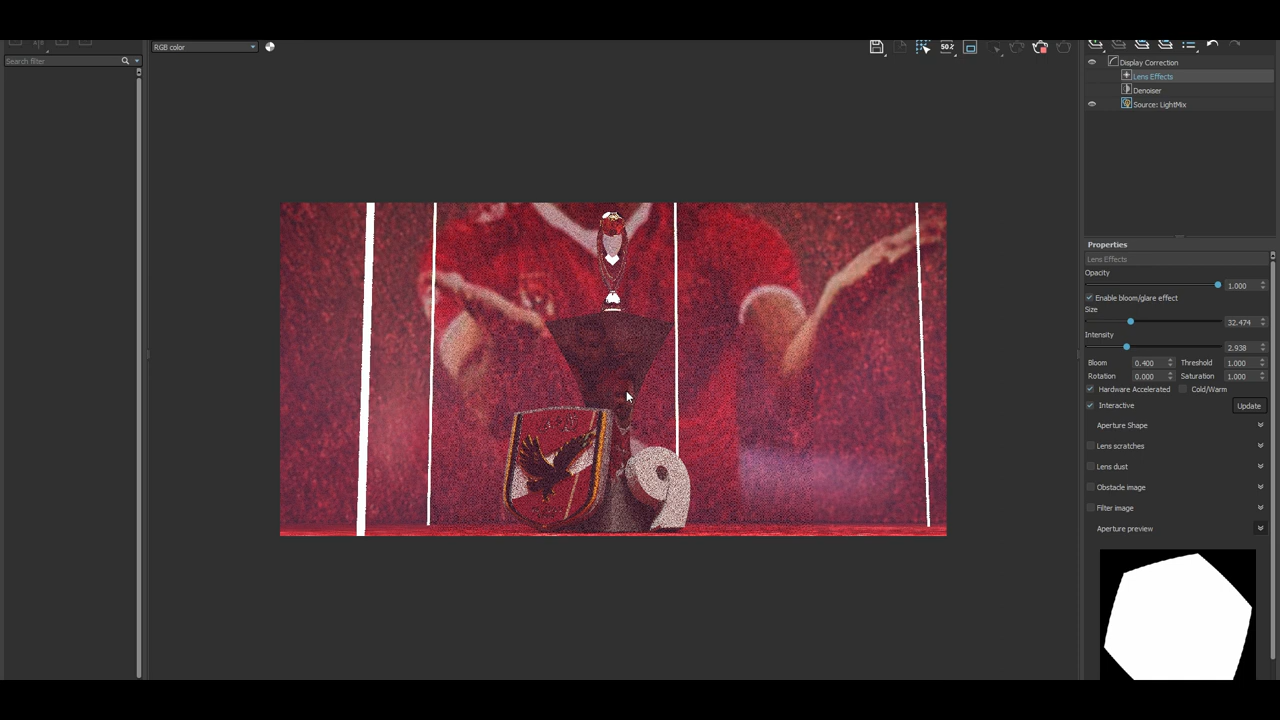 RGB color
50%
Search filter
Display Correction
Lens Effects
Denoiser
Source: LightMix
Properties
Lens Effects
Opacity
1.000
Enable bloom/glare effect
Size
32.474
Intensity
2.938
Bloom 0.400 Threshold 1.000
Rotation 0.000 Saturation 1.000
Hardware Accelerated Cold/Warm
Interactive Update
Aperture Shape
Lens scratches
Lens dust
Obstacle image
Filter image
Aperture preview
9